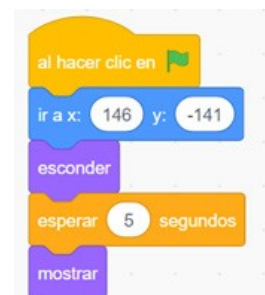 al hacer clic en
ir a x: 146 y: -141
esconder
esperar 5 segundos
mostrar